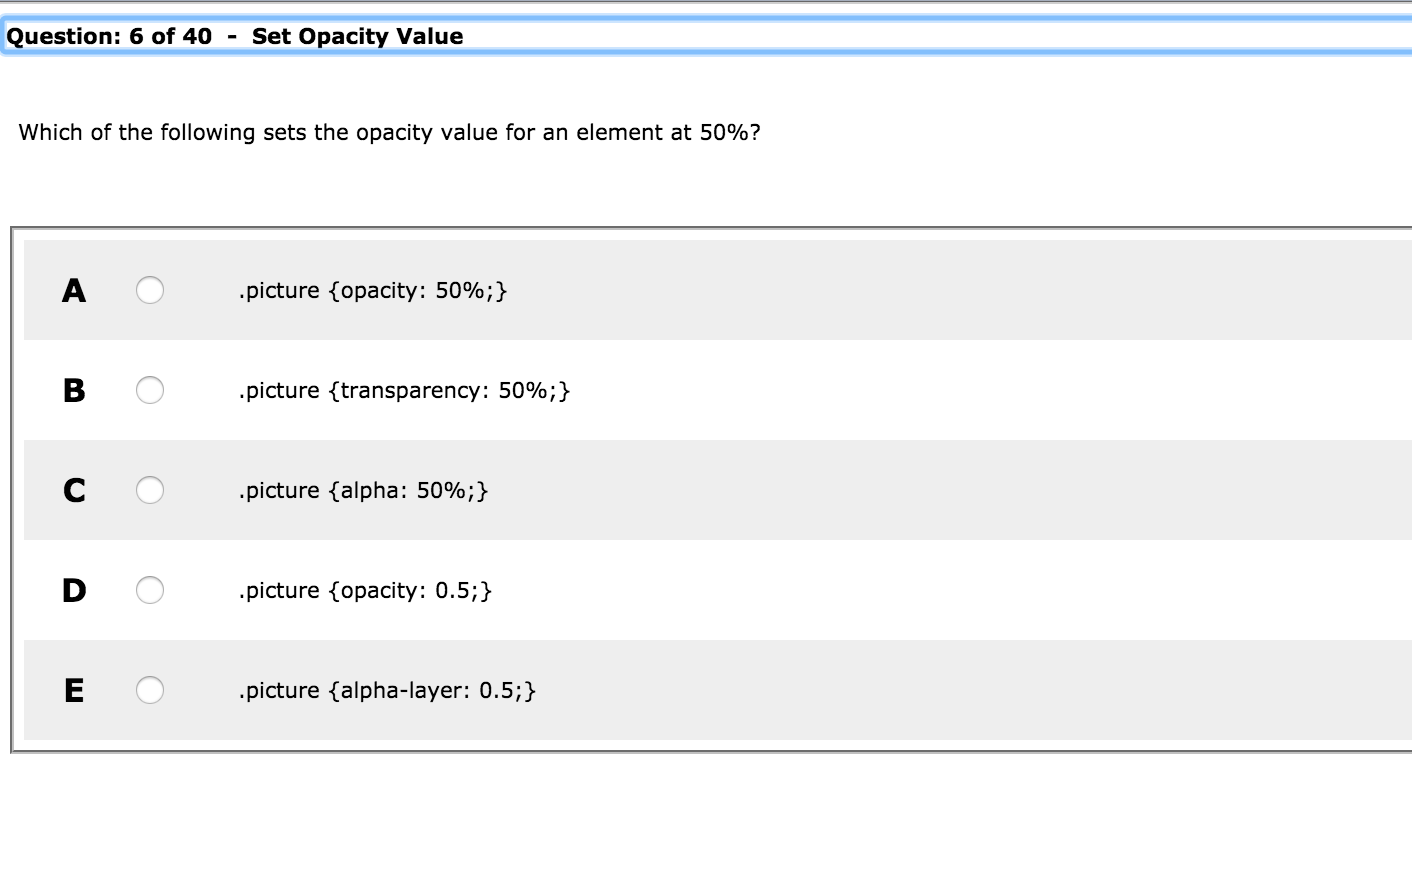 Question: 6 of 40 - Set Opacity Value
Which of the following sets the opacity value for an element at 50%?
A .picture {opacity: 50%;}
B .picture {transparency: 50%;}
C .picture {alpha: 50%;}
D .picture {opacity: 0.5;}
E .picture {alpha-layer: 0.5;}